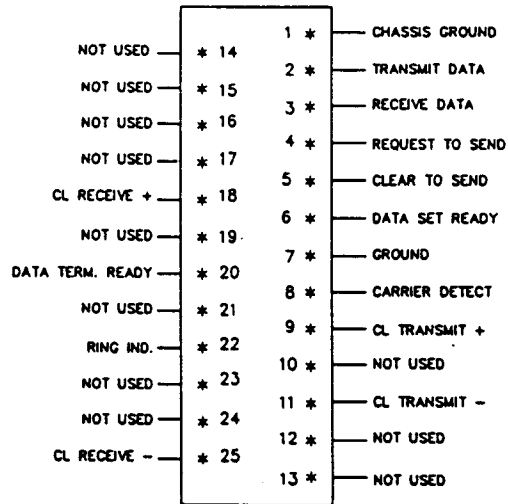 1 * CHASSIS GROUND
NOT USED * 14
2 * TRANSMIT DATA
NOT USED * 15
3 * RECEIVE DATA
NOT USED * 16
4 * REQUEST TO SEND
NOT USED * 17
5 * CLEAR TO SEND
CL RECEIVE + * 18
6 * DATA SET READY
NOT USED * 19
7 * GROUND
DATA TERM. READY * 20
8 * CARRIER DETECT
NOT USED * 21
9 * CL TRANSMIT +
RING IND. * 22
10 * NOT USED
NOT USED * 23
11 * CL TRANSMIT -
NOT USED * 24
12 * NOT USED
CL RECEIVE - * 25
13 * NOT USED